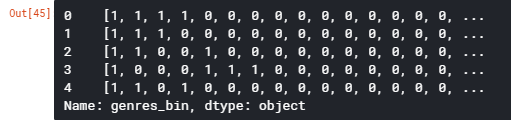 Out[45]
0 [1, 1, 1, 1, 0, 0, 0, 0, 0, 0, 0, 0, 0, 0, 0, ...
1 [1, 1, 1, 0, 0, 0, 0, 0, 0, 0, 0, 0, 0, 0, 0, ...
2 [1, 1, 0, 0, 1, 0, 0, 0, 0, 0, 0, 0, 0, 0, 0, ...
3 [1, 0, 0, 0, 1, 1, 1, 0, 0, 0, 0, 0, 0, 0, 0, ...
4 [1, 1, 0, 1, 0, 0, 0, 0, 0, 0, 0, 0, 0, 0, 0, ...
Name: genres_bin, dtype: object